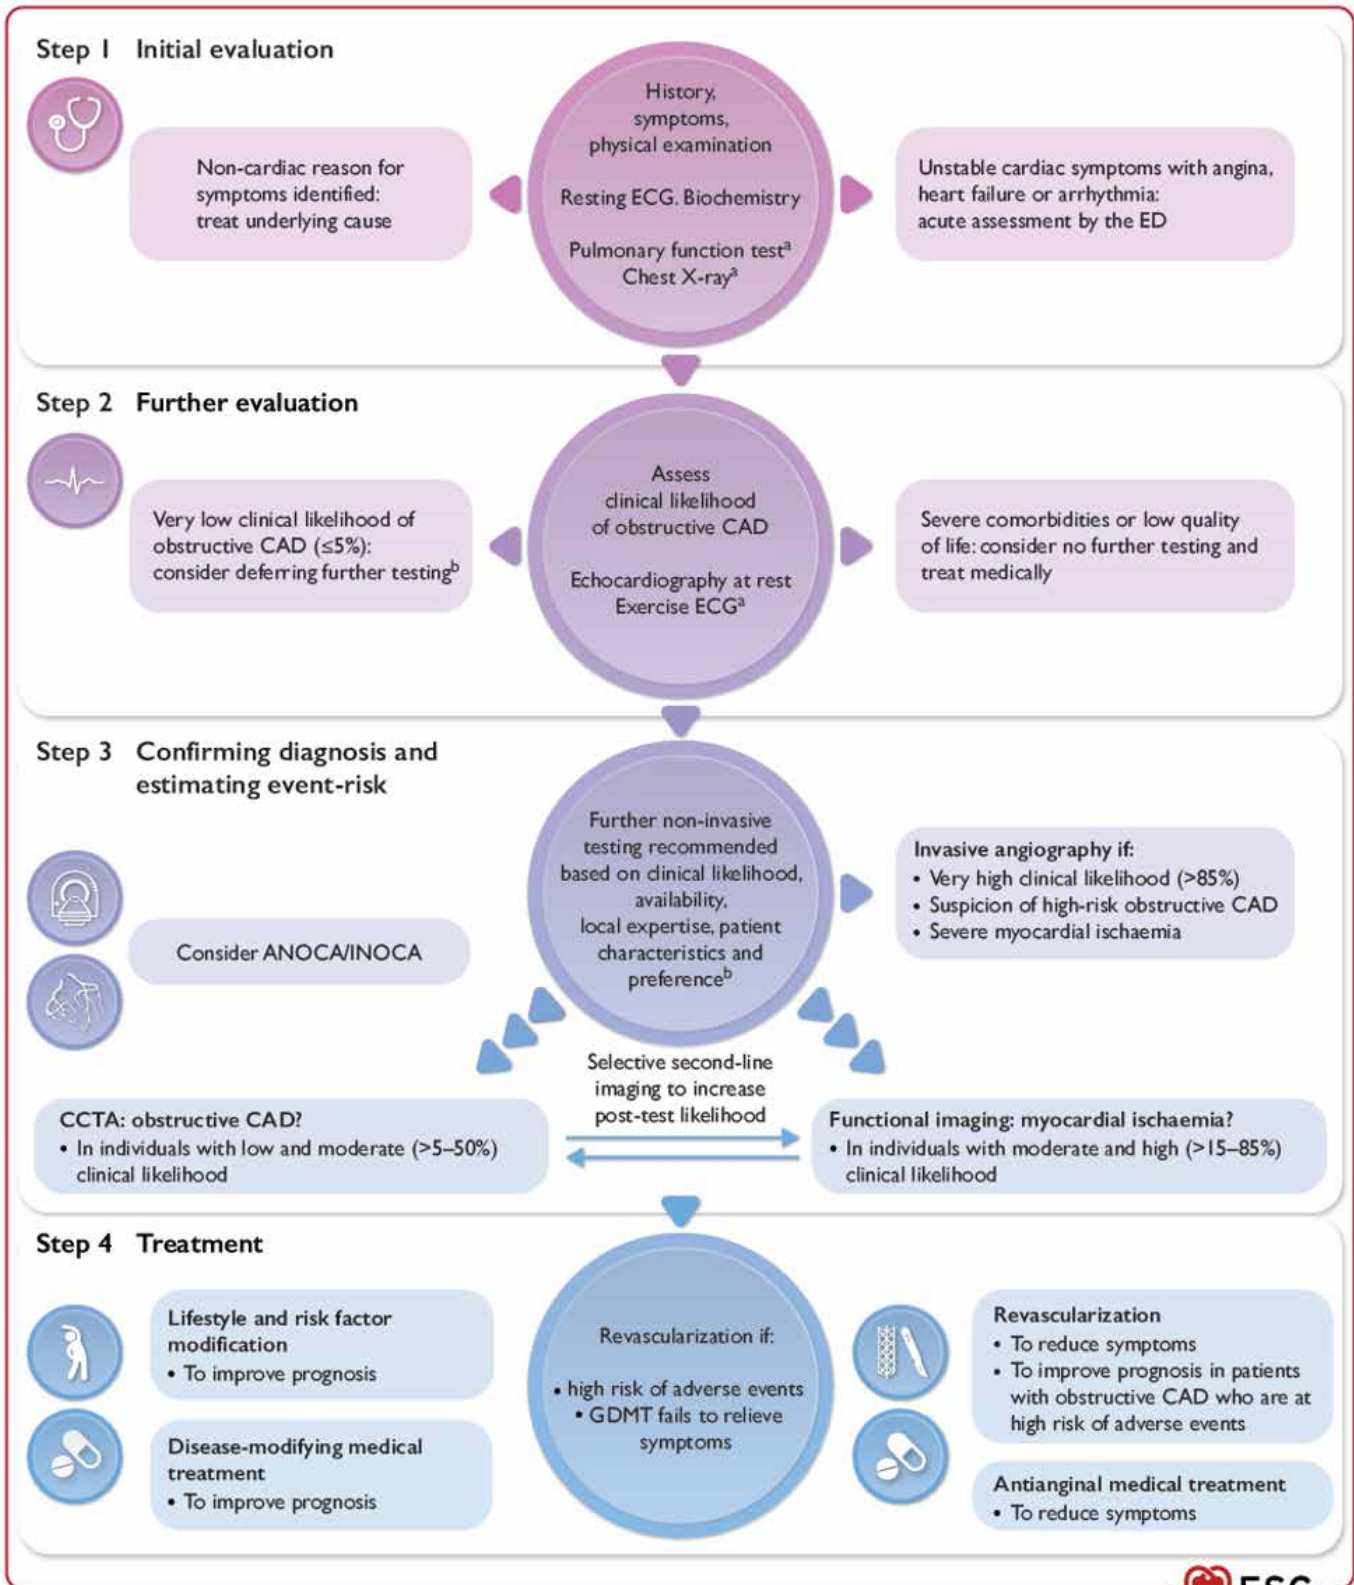 Step 1 Initial evaluation
History,
symptoms,
physical examination
Resting ECG. Biochemistry
Pulmonary function testᵃ
Chest X-rayᵃ
Non-cardiac reason for
symptoms identified:
treat underlying cause
Unstable cardiac symptoms with angina,
heart failure or arrhythmia:
acute assessment by the ED
Step 2 Further evaluation
Assess
clinical likelihood
of obstructive CAD
Echocardiography at rest
Exercise ECGᵃ
Very low clinical likelihood of
obstructive CAD (≤5%):
consider deferring further testingᵇ
Severe comorbidities or low quality
of life: consider no further testing and
treat medically
Step 3 Confirming diagnosis and
estimating event-risk
Further non-invasive
testing recommended
based on clinical likelihood,
availability,
local expertise, patient
characteristics and
preferenceᵇ
Consider ANOCA/INOCA
Invasive angiography if:
• Very high clinical likelihood (>85%)
• Suspicion of high-risk obstructive CAD
• Severe myocardial ischaemia
Selective second-line
imaging to increase
post-test likelihood
CCTA: obstructive CAD?
• In individuals with low and moderate (>5–50%)
clinical likelihood
Functional imaging: myocardial ischaemia?
• In individuals with moderate and high (>15–85%)
clinical likelihood
Step 4 Treatment
Lifestyle and risk factor
modification
• To improve prognosis
Disease-modifying medical
treatment
• To improve prognosis
Revascularization if:
• high risk of adverse events
• GDMT fails to relieve
symptoms
Revascularization
• To reduce symptoms
• To improve prognosis in patients
with obstructive CAD who are at
high risk of adverse events
Antianginal medical treatment
• To reduce symptoms
ESC